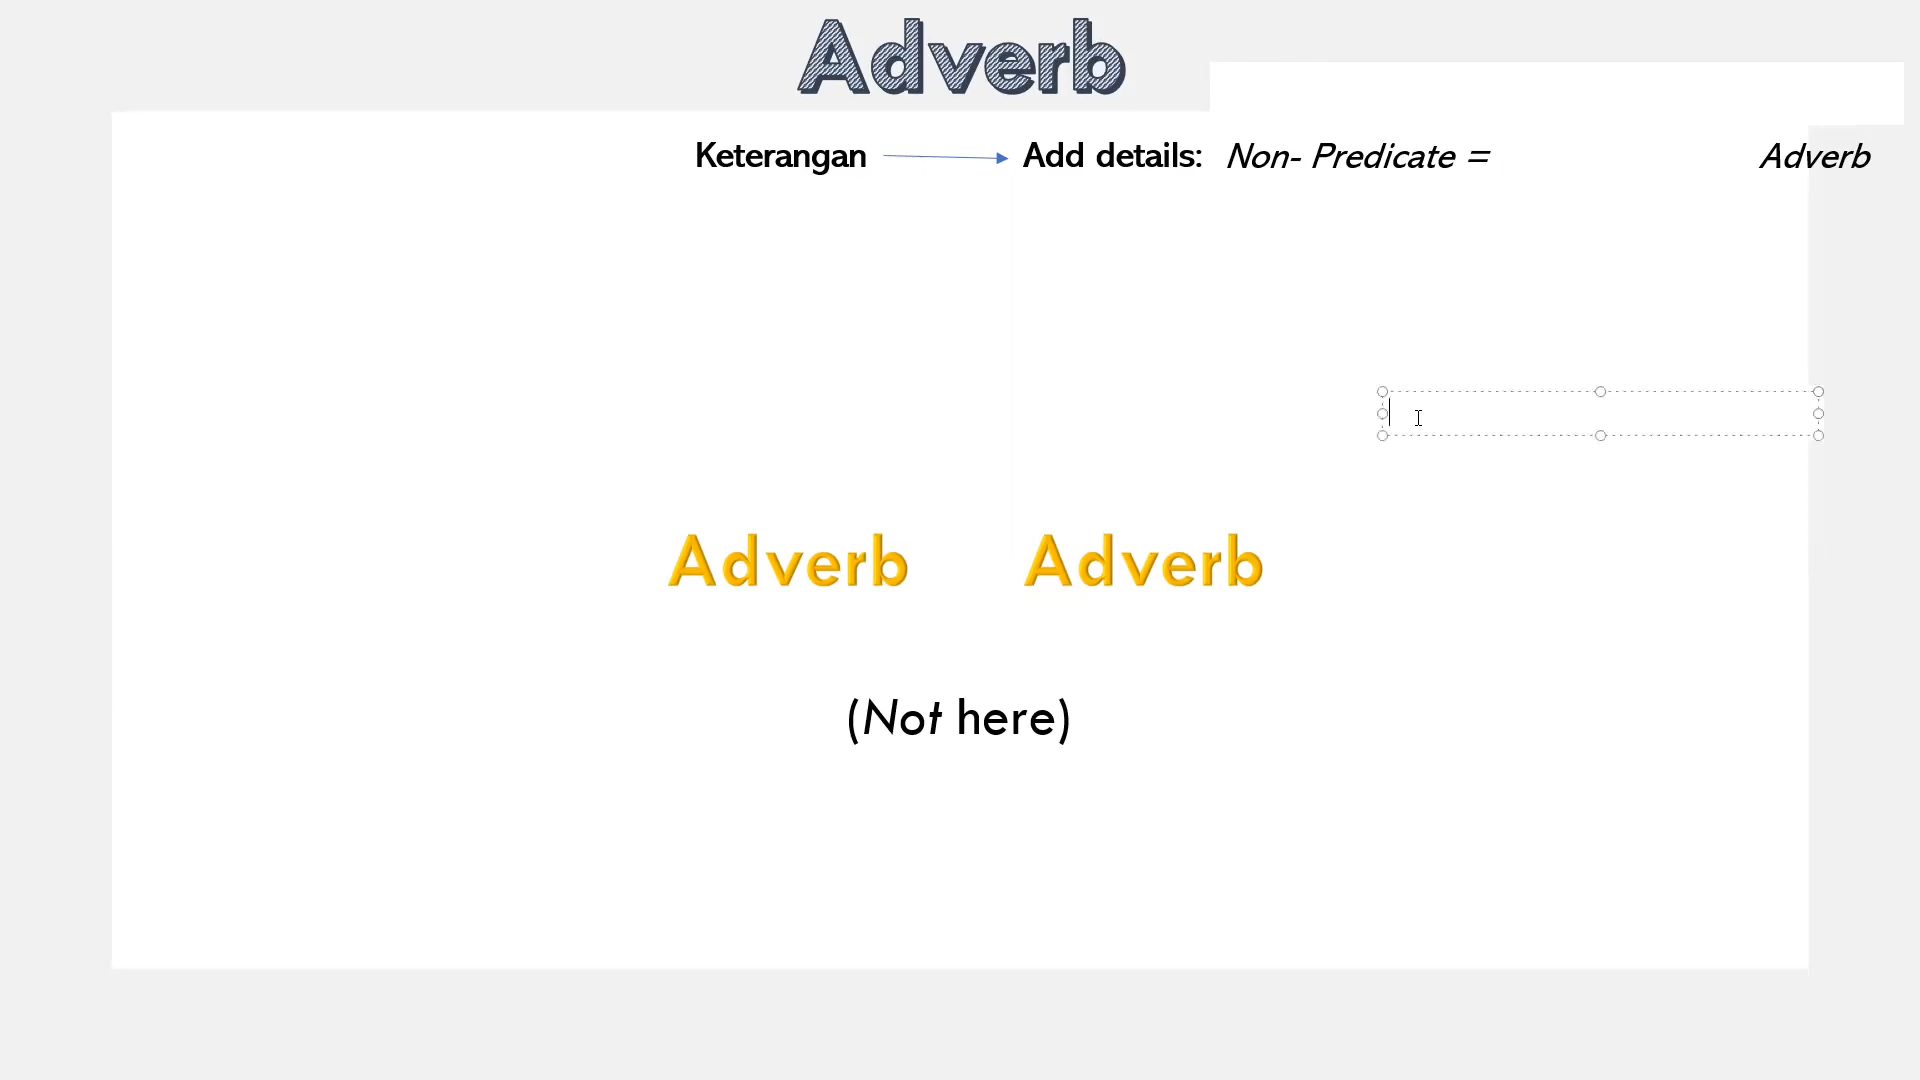 Adverb
Keterangan Add details: Non- Predicate = Adverb
Adverb Adverb
(Not here)